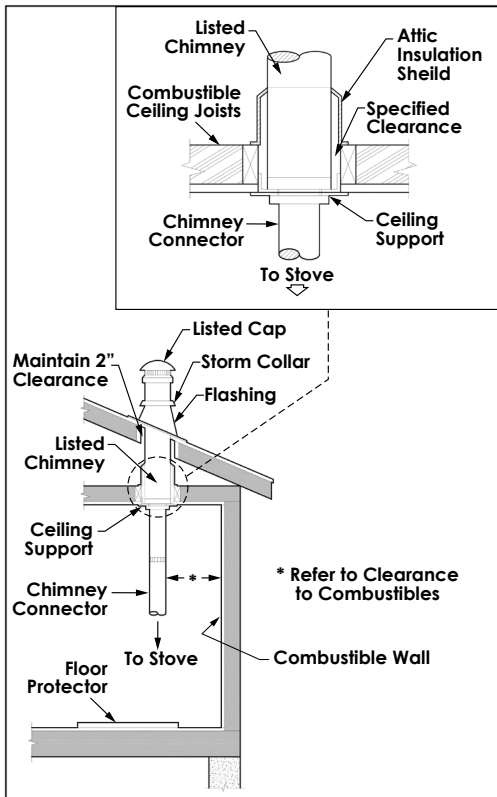 Listed
Chimney
Attic
Insulation
Sheild
Combustible
Ceiling Joists
Specified
Clearance
Chimney
Connector
Ceiling
Support
To Stove
Listed Cap
Maintain 2"
Clearance
Storm Collar
Flashing
Listed
Chimney
Ceiling
Support
*
* Refer to Clearance
to Combustibles
Chimney
Connector
To Stove
Combustible Wall
Floor
Protector